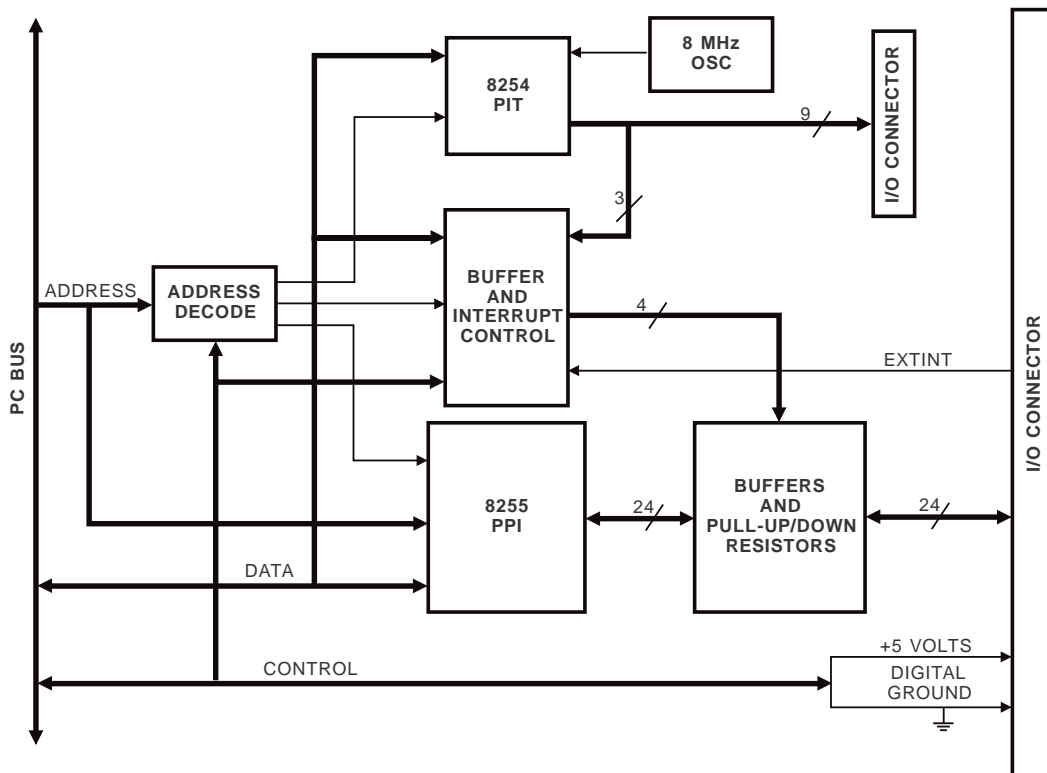 8 MHz
OSC
8254
PIT
9
I/O CONNECTOR
3
ADDRESS
ADDRESS
DECODE
BUFFER
AND
INTERRUPT
CONTROL
4
EXTINT
PC BUS
I/O CONNECTOR
8255
PPI
24
BUFFERS
AND
PULL-UP/DOWN
RESISTORS
24
DATA
CONTROL
+5 VOLTS
DIGITAL
GROUND